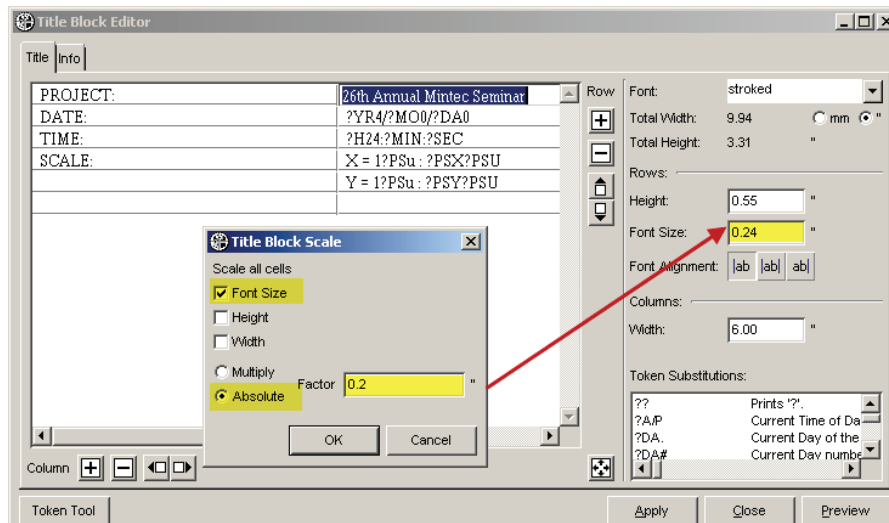 Title Block Editor
Title Info
PROJECT: 26th Annual Mintec Seminar
DATE: ?YR4/?MO0/?DA0
TIME: ?H24:?MIN:?SEC
SCALE: X = 1?PSu : ?PSX?PSU
Y = 1?PSu : ?PSY?PSU
Row
Font: stroked
Total Width: 9.94 mm "
Total Height: 3.31 "
Rows:
Height: 0.55 "
Font Size: 0.24 "
Font Alignment: |ab |ab| ab|
Columns:
Width: 6.00 "
Token Substitutions:
?? Prints '?'.
?A/P Current Time of Da
?DA. Current Day of the
?DA# Current Day numbe
Title Block Scale
Scale all cells
Font Size
Height
Width
Multiply
Absolute
Factor 0.2 "
OK Cancel
Column
Token Tool Apply Close Preview